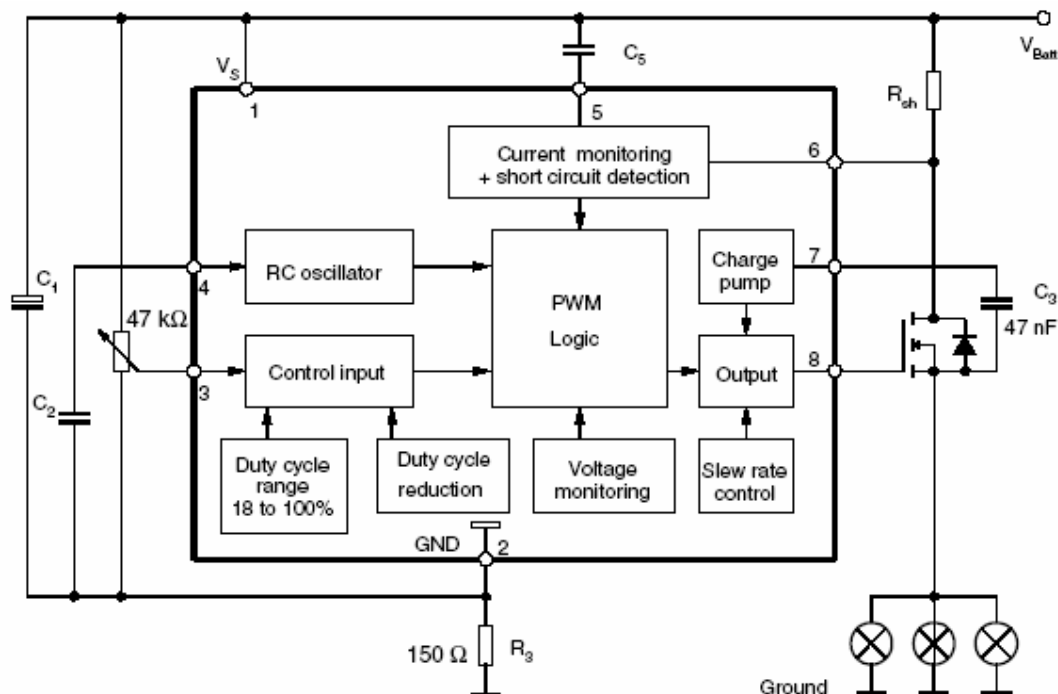 V_Batt
V_S
1
C_5
5
R_sh
6
Current monitoring
+ short circuit detection
7
C_1
4
RC oscillator
PWM
Logic
Charge
pump
C_3
47 nF
47 kΩ
3
Control input
Output
8
C_2
Duty cycle
range
18 to 100%
Duty cycle
reduction
Voltage
monitoring
Slew rate
control
GND
2
150 Ω
R_3
Ground